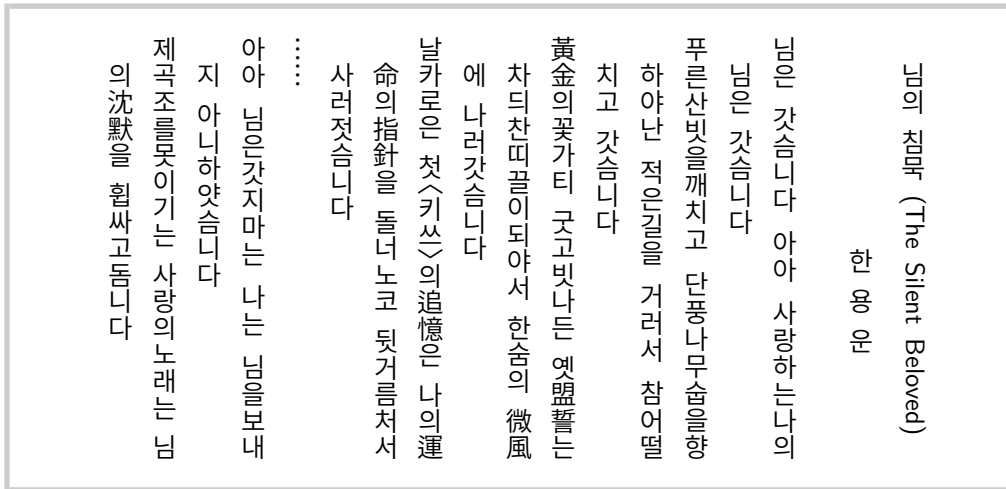 님의 침묵 (The Silent Beloved)
한 용 운
님은 갓슴니다 아아 사랑하는나의
님은 갓슴니다
푸른산빗을깨치고 단풍나무숩을향
하야난 적은길을 거러서 참어떨
치고 갓슴니다
黃金의꽃가티 굿고빗나든 옛盟誓는
차듸찬띠끌이되야서 한숨의 微風
에 나러갓슴니다
날카로은 첫〈키쓰〉의追憶은 나의運
命의指針을 돌너노코 뒷거름처서
사러젓슴니다
……
아아 님은갓지마는 나는 님을보내
지 아니하얏슴니다
제곡조를못이기는 사랑의노래는 님
의沈默을 휩싸고돔니다